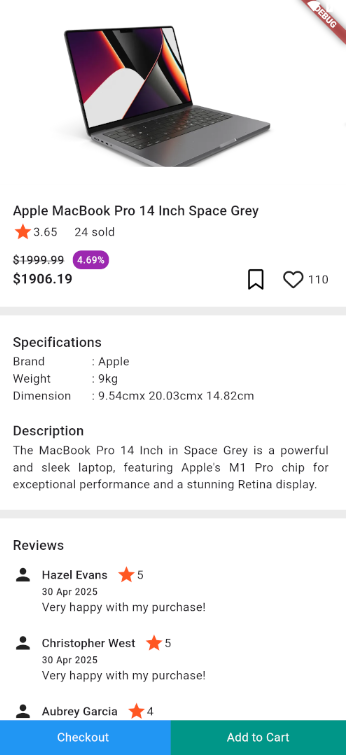 DEBUG
Apple MacBook Pro 14 Inch Space Grey
3.65 24 sold
$1999.99 4.69%
$1906.19 110
Specifications
Brand : Apple
Weight : 9kg
Dimension : 9.54cmx 20.03cmx 14.82cm
Description
The MacBook Pro 14 Inch in Space Grey is a powerful
and sleek laptop, featuring Apple's M1 Pro chip for
exceptional performance and a stunning Retina display.
Reviews
Hazel Evans 5
30 Apr 2025
Very happy with my purchase!
Christopher West 5
30 Apr 2025
Very happy with my purchase!
Aubrey Garcia 4
Checkout Add to Cart